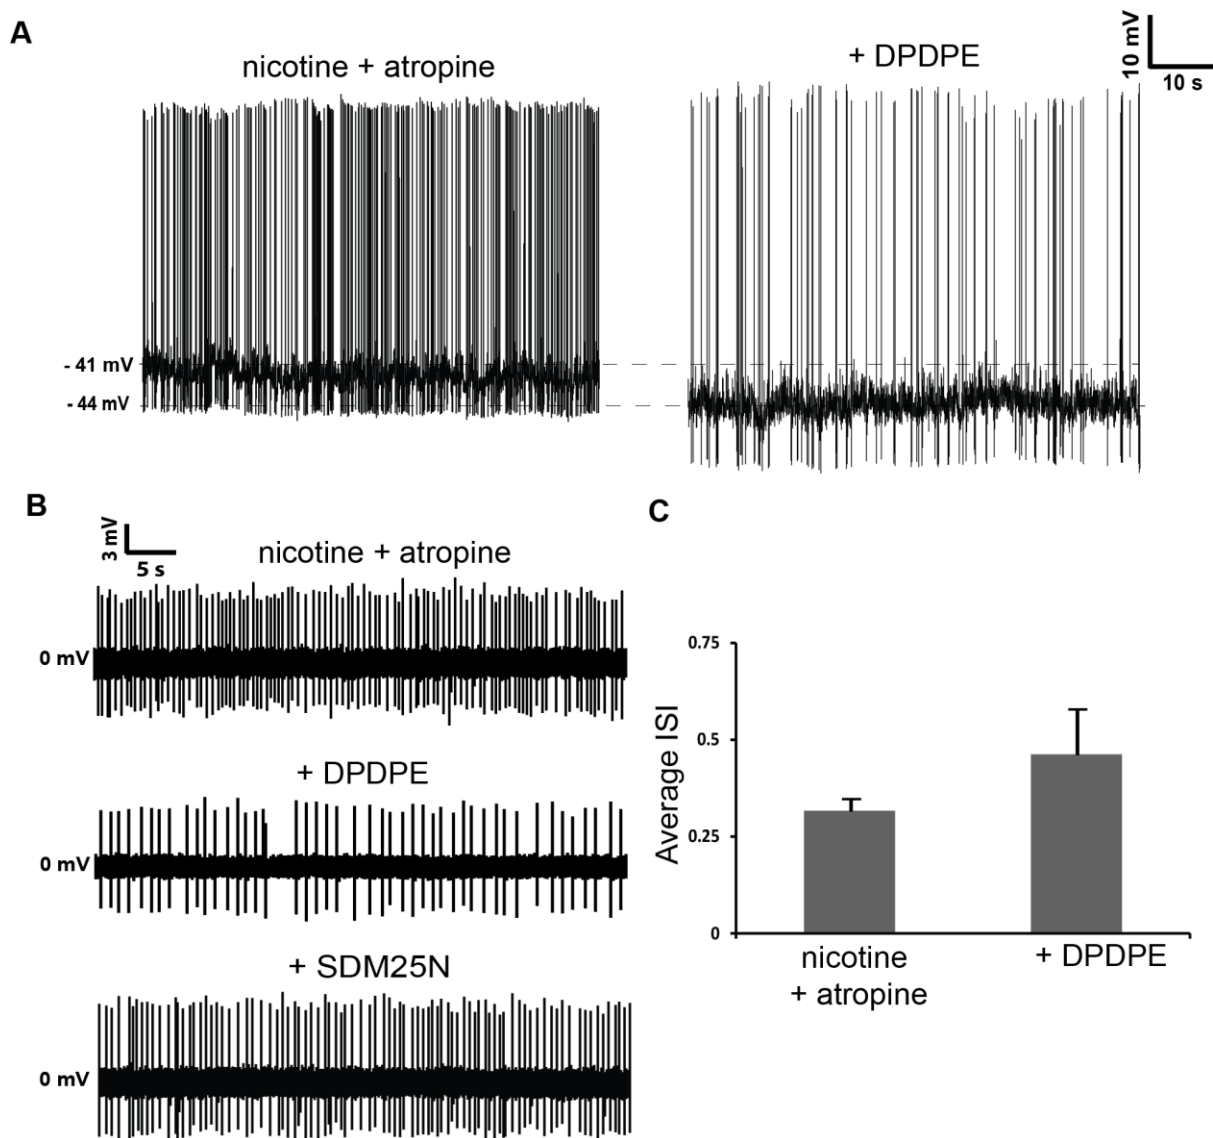 A
nicotine + atropine
+ DPDPE
10 mV
10 s
- 41 mV
- 44 mV
B
3 mV
5 s
nicotine + atropine
0 mV
+ DPDPE
0 mV
+ SDM25N
0 mV
C
Average ISI
0.75
0.5
0.25
0
nicotine
+ atropine
+ DPDPE